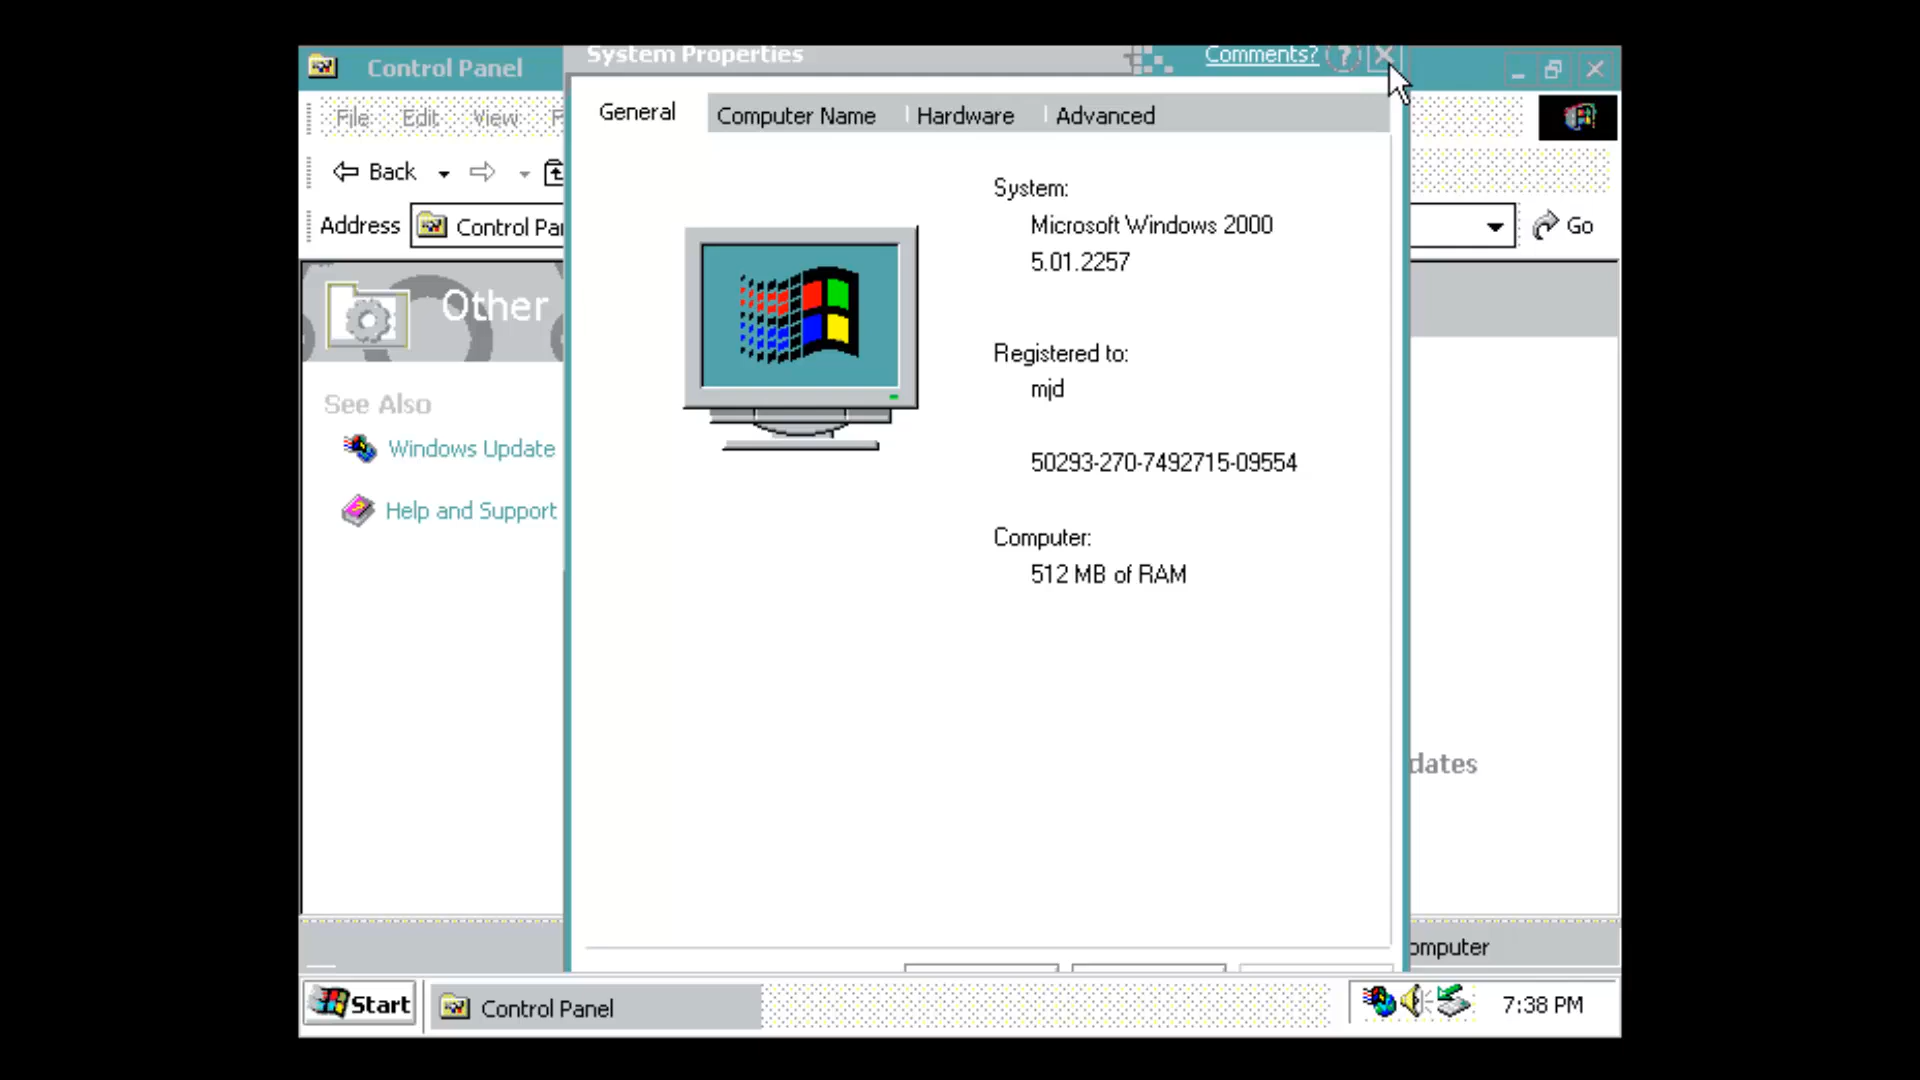 Control Panel
System Properties
Comments?
File Edit View
General
Computer Name
Hardware
Advanced
Back
Address
Control Pa
Go
System:
Microsoft Windows 2000
5.01.2257
Other
Registered to:
mjd
See Also
Windows Update
50293-270-7492715-09554
Help and Support
Computer:
512 MB of RAM
dates
omputer
Start
Control Panel
7:38 PM